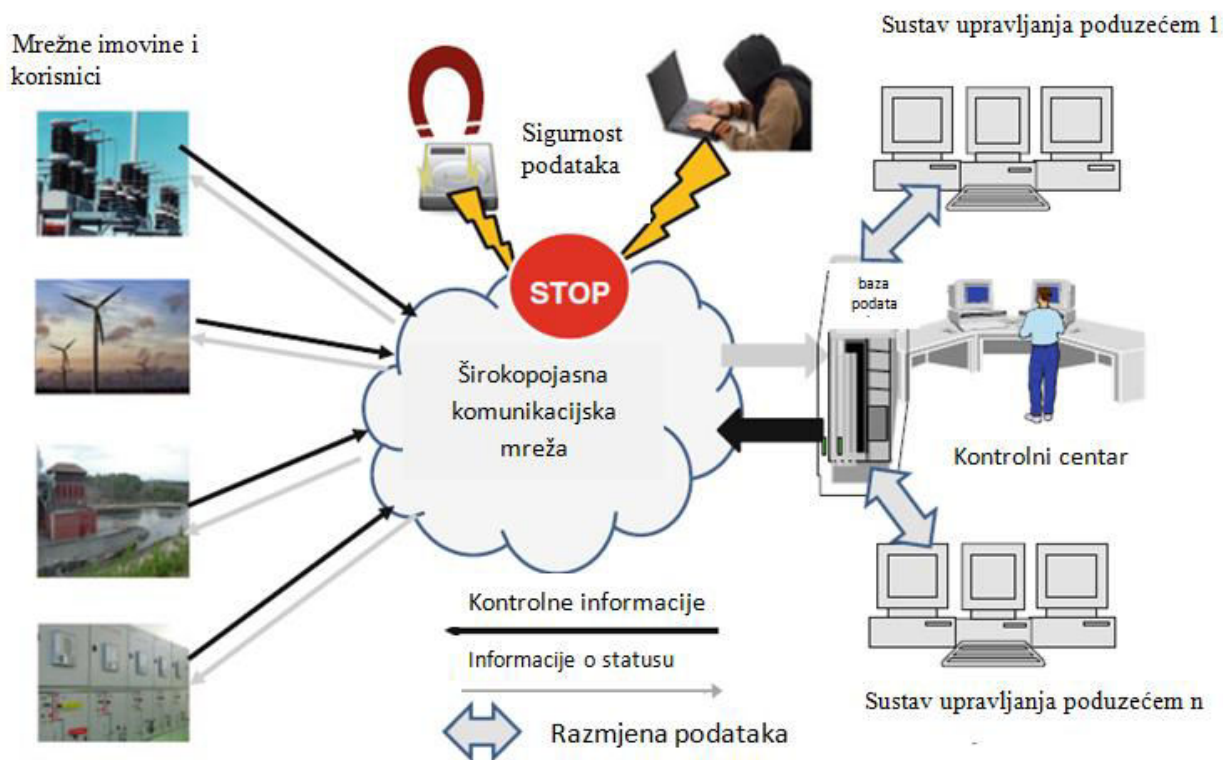 Sustav upravljanja poduzećem 1
Mrežne imovine i
korisnici
Sigurnost
podataka
STOP
baza
podata
Širokopojasna
komunikacijska
mreža
Kontrolni centar
Kontrolne informacije
Informacije o statusu
Razmjena podataka
Sustav upravljanja poduzećem n